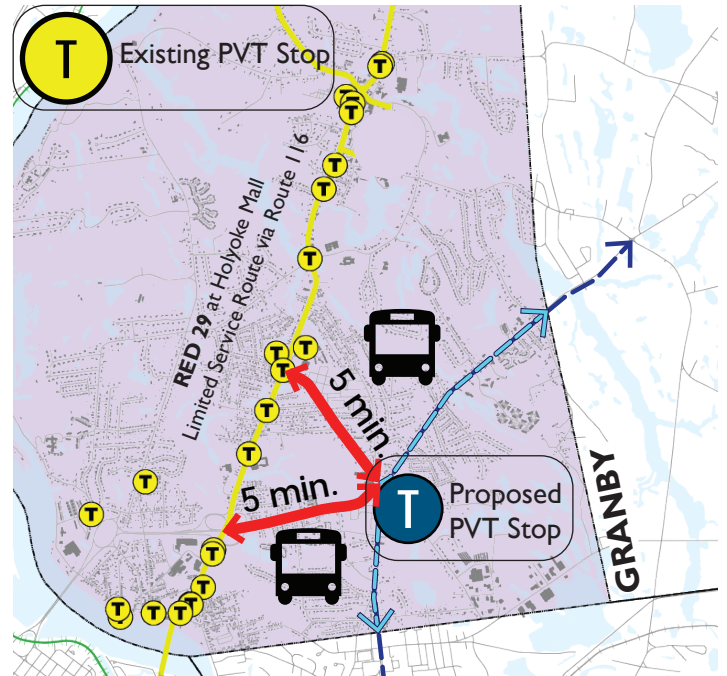 T Existing PVT Stop
T
T
T
T
T
T
RED 29 at Holyoke Mall
Limited Service Route via Route 116
T
T
T
T
5 min.
T
T
T
T
5 min.
T Proposed
PVT Stop
GRANBY
T
T
T
T
T
T
T